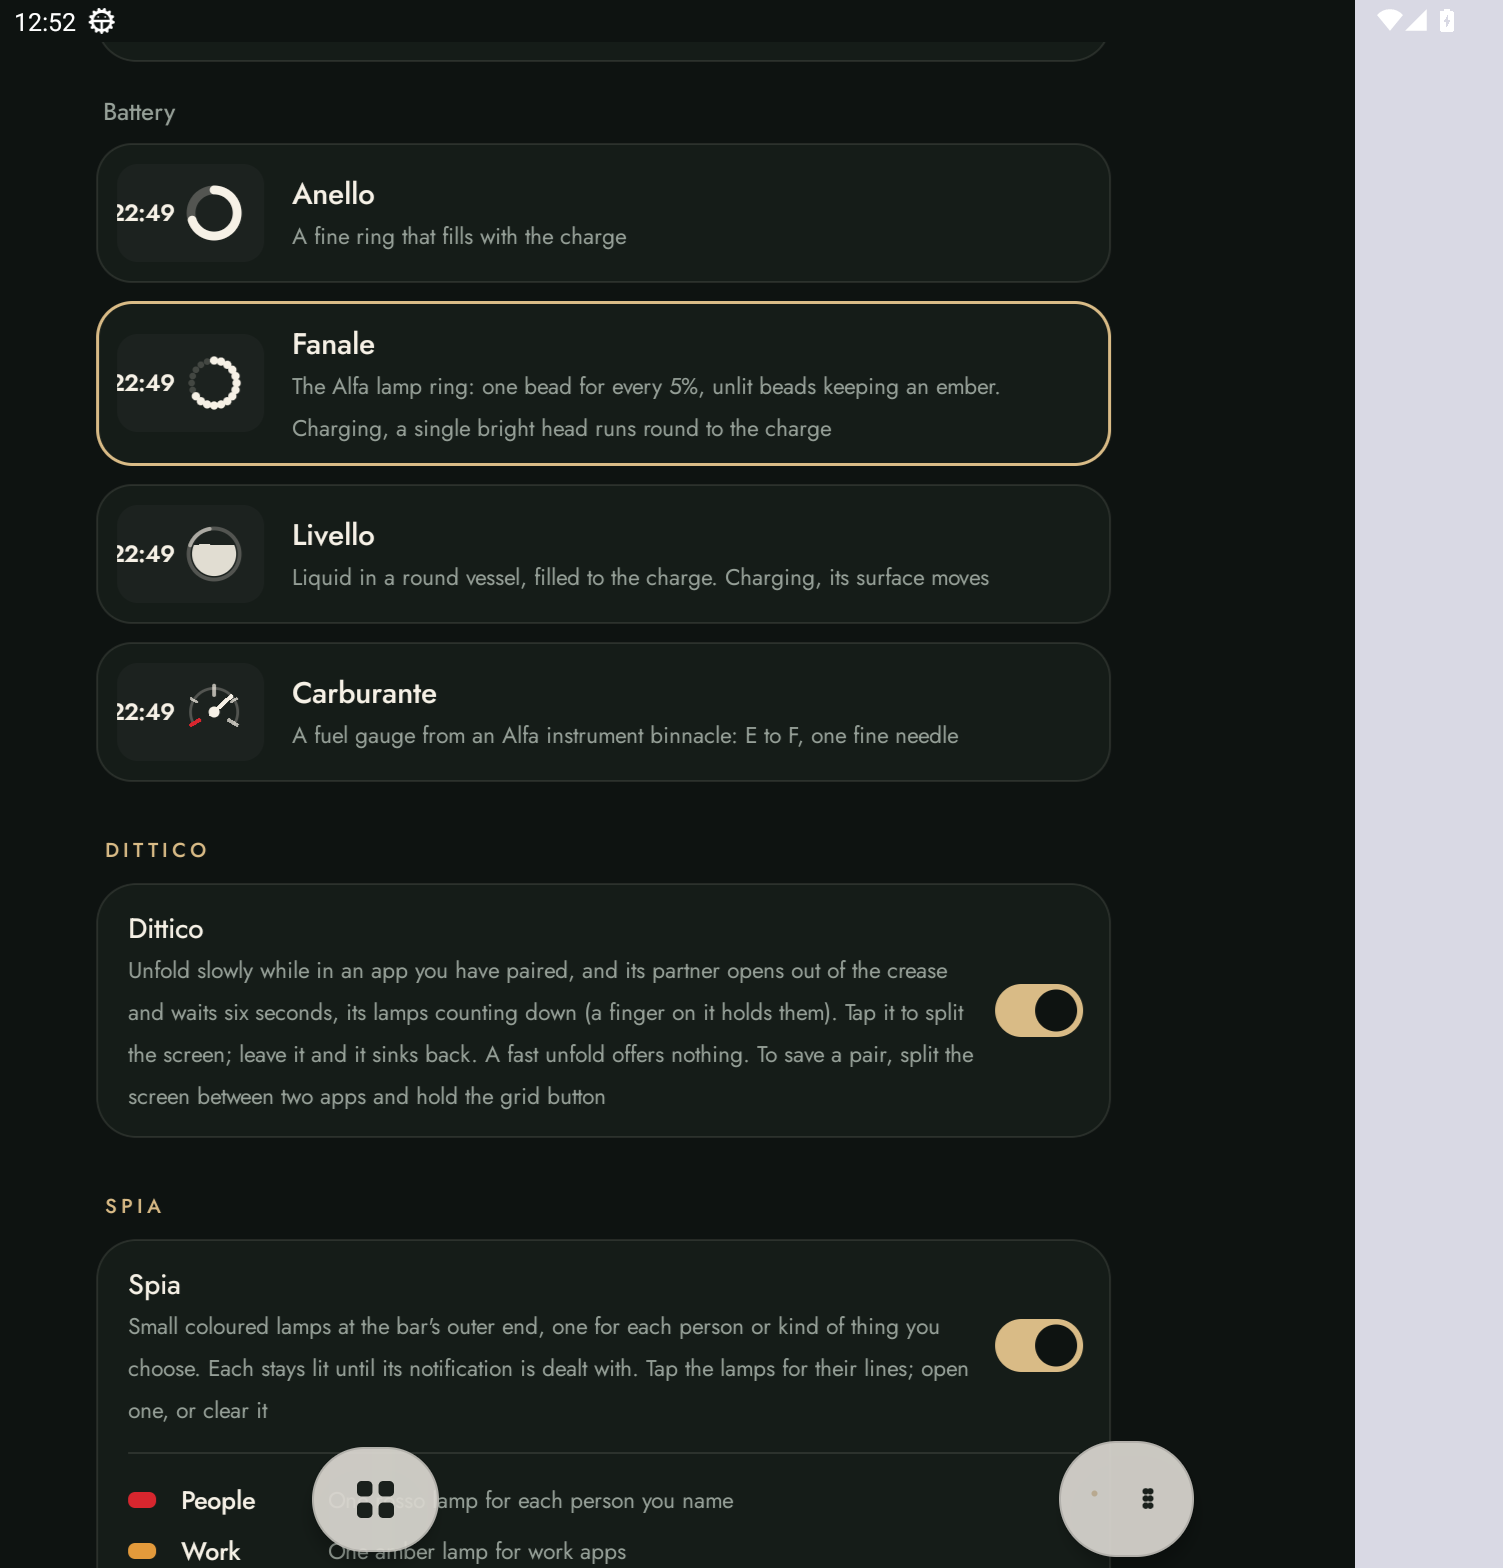 12:52
Battery
22:49
Anello
A fine ring that fills with the charge
22:49
Fanale
The Alfa lamp ring: one bead for every 5%, unlit beads keeping an ember.
Charging, a single bright head runs round to the charge
22:49
Livello
Liquid in a round vessel, filled to the charge. Charging, its surface moves
22:49
Carburante
A fuel gauge from an Alfa instrument binnacle: E to F, one fine needle
DITTICO
Dittico
Unfold slowly while in an app you have paired, and its partner opens out of the crease
and waits six seconds, its lamps counting down (a finger on it holds them). Tap it to split
the screen; leave it and it sinks back. A fast unfold offers nothing. To save a pair, split the
screen between two apps and hold the grid button
SPIA
Spia
Small coloured lamps at the bar's outer end, one for each person or kind of thing you
choose. Each stays lit until its notification is dealt with. Tap the lamps for their lines; open
one, or clear it
People
lamp for each person you name
Work
One amber lamp for work apps